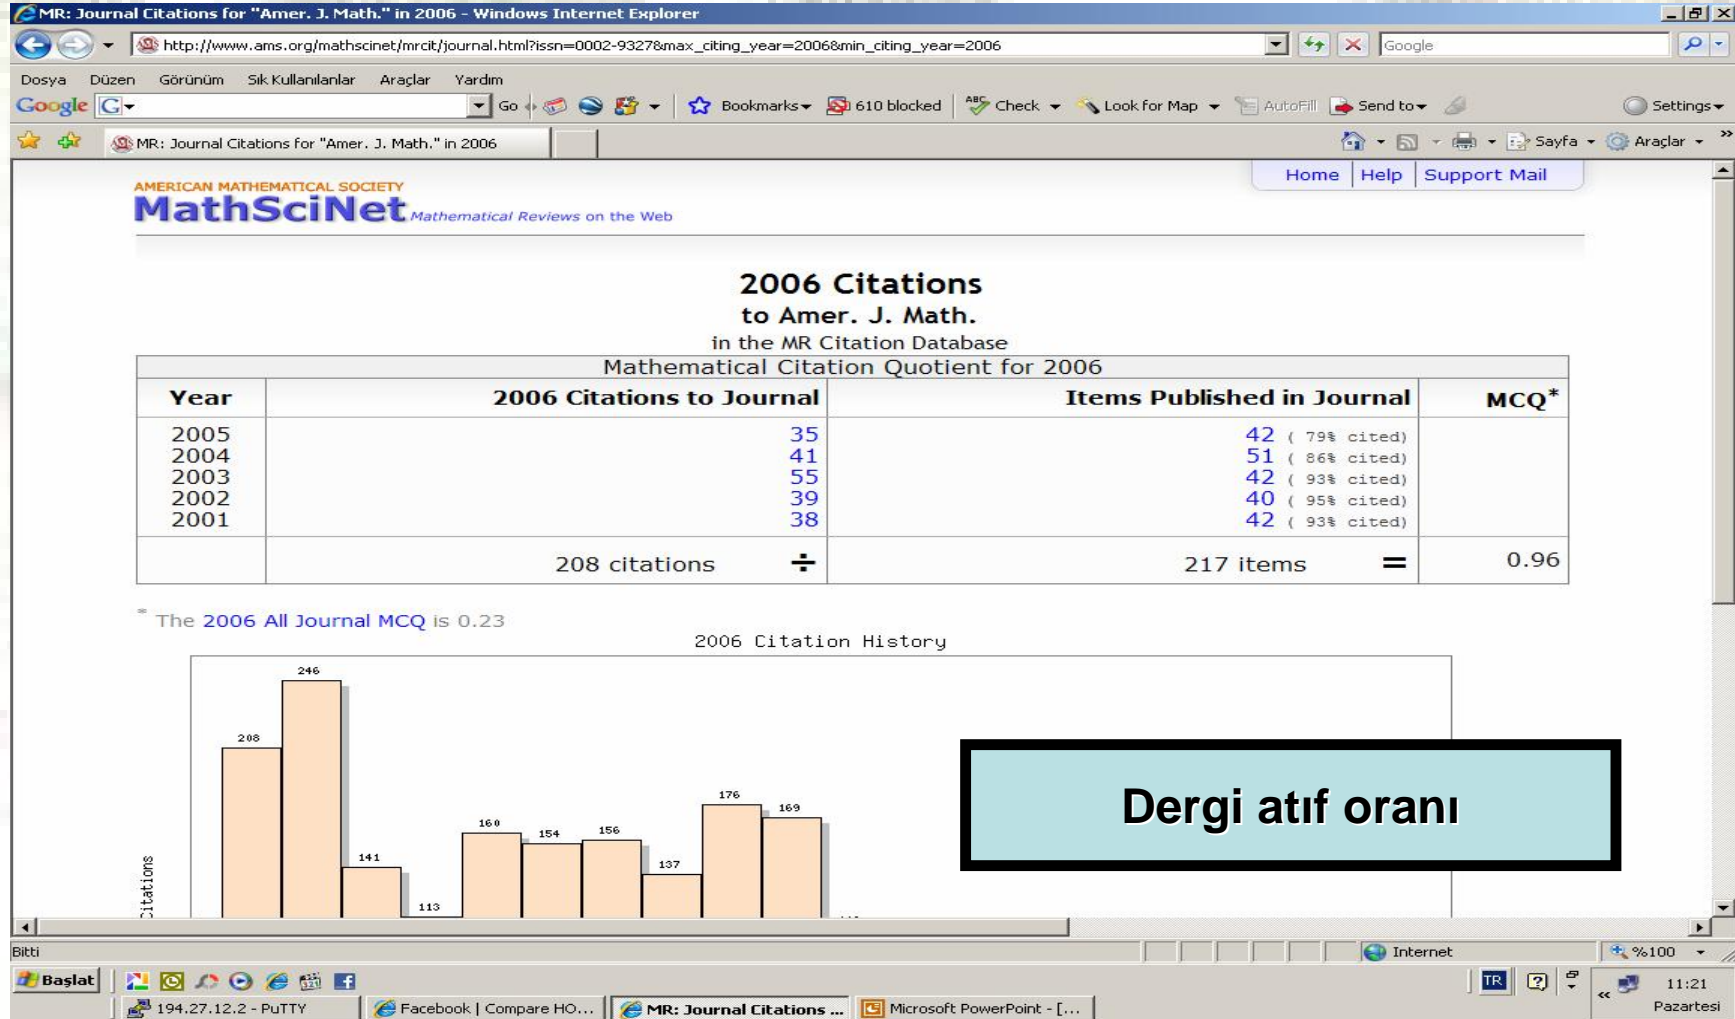 MR: Journal Citations for "Amer. J. Math." in 2006 - Windows Internet Explorer
http://www.ams.org/mathscinet/mrcit/journal.html?issn=0002-9327&max_citing_year=2006&min_citing_year=2006
Google
Dosya Düzen Görünüm Sık Kullanılanlar Araçlar Yardım
Google G Go Bookmarks 610 blocked ABC Check Look for Map AutoFill Send to Settings
MR: Journal Citations for "Amer. J. Math." in 2006 Sayfa Araçlar »
Home Help Support Mail
AMERICAN MATHEMATICAL SOCIETY
MathSciNet Mathematical Reviews on the Web
2006 Citations
to Amer. J. Math.
in the MR Citation Database
Mathematical Citation Quotient for 2006
Year 2006 Citations to Journal Items Published in Journal MCQ*
2005 35 42 ( 79% cited)
2004 41 51 ( 86% cited)
2003 55 42 ( 93% cited)
2002 39 40 ( 95% cited)
2001 38 42 ( 93% cited)
208 citations ÷ 217 items = 0.96
* The 2006 All Journal MCQ is 0.23
2006 Citation History
246
208
176
169
160
154
156
141
137
113
Citations
Dergi atıf oranı
Bitti Internet %100
Başlat TR « 11:21
194.27.12.2 - PuTTY Facebook | Compare HO... MR: Journal Citations ... Microsoft PowerPoint - [... Pazartesi